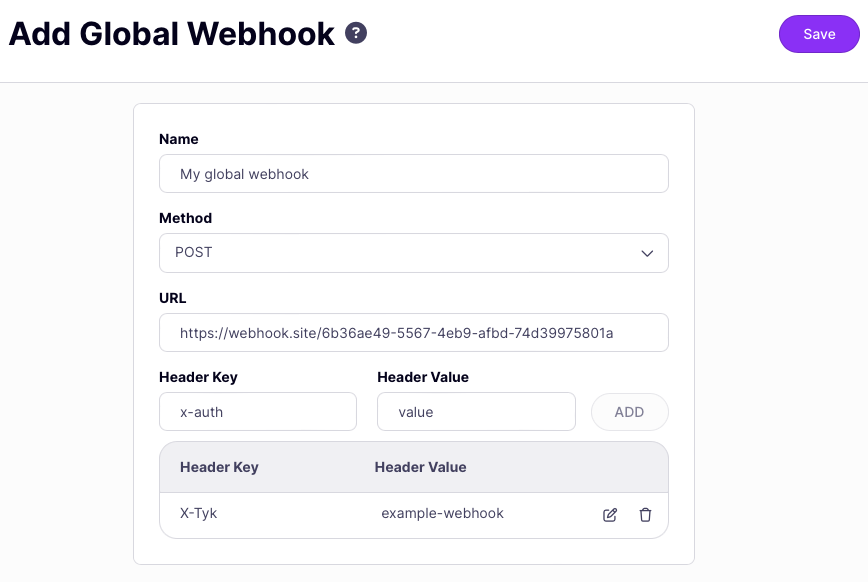 Add Global Webhook ?
Save
Name
My global webhook
Method
POST
URL
https://webhook.site/6b36ae49-5567-4eb9-afbd-74d39975801a
Header Key Header Value
x-auth value ADD
Header Key Header Value
X-Tyk example-webhook